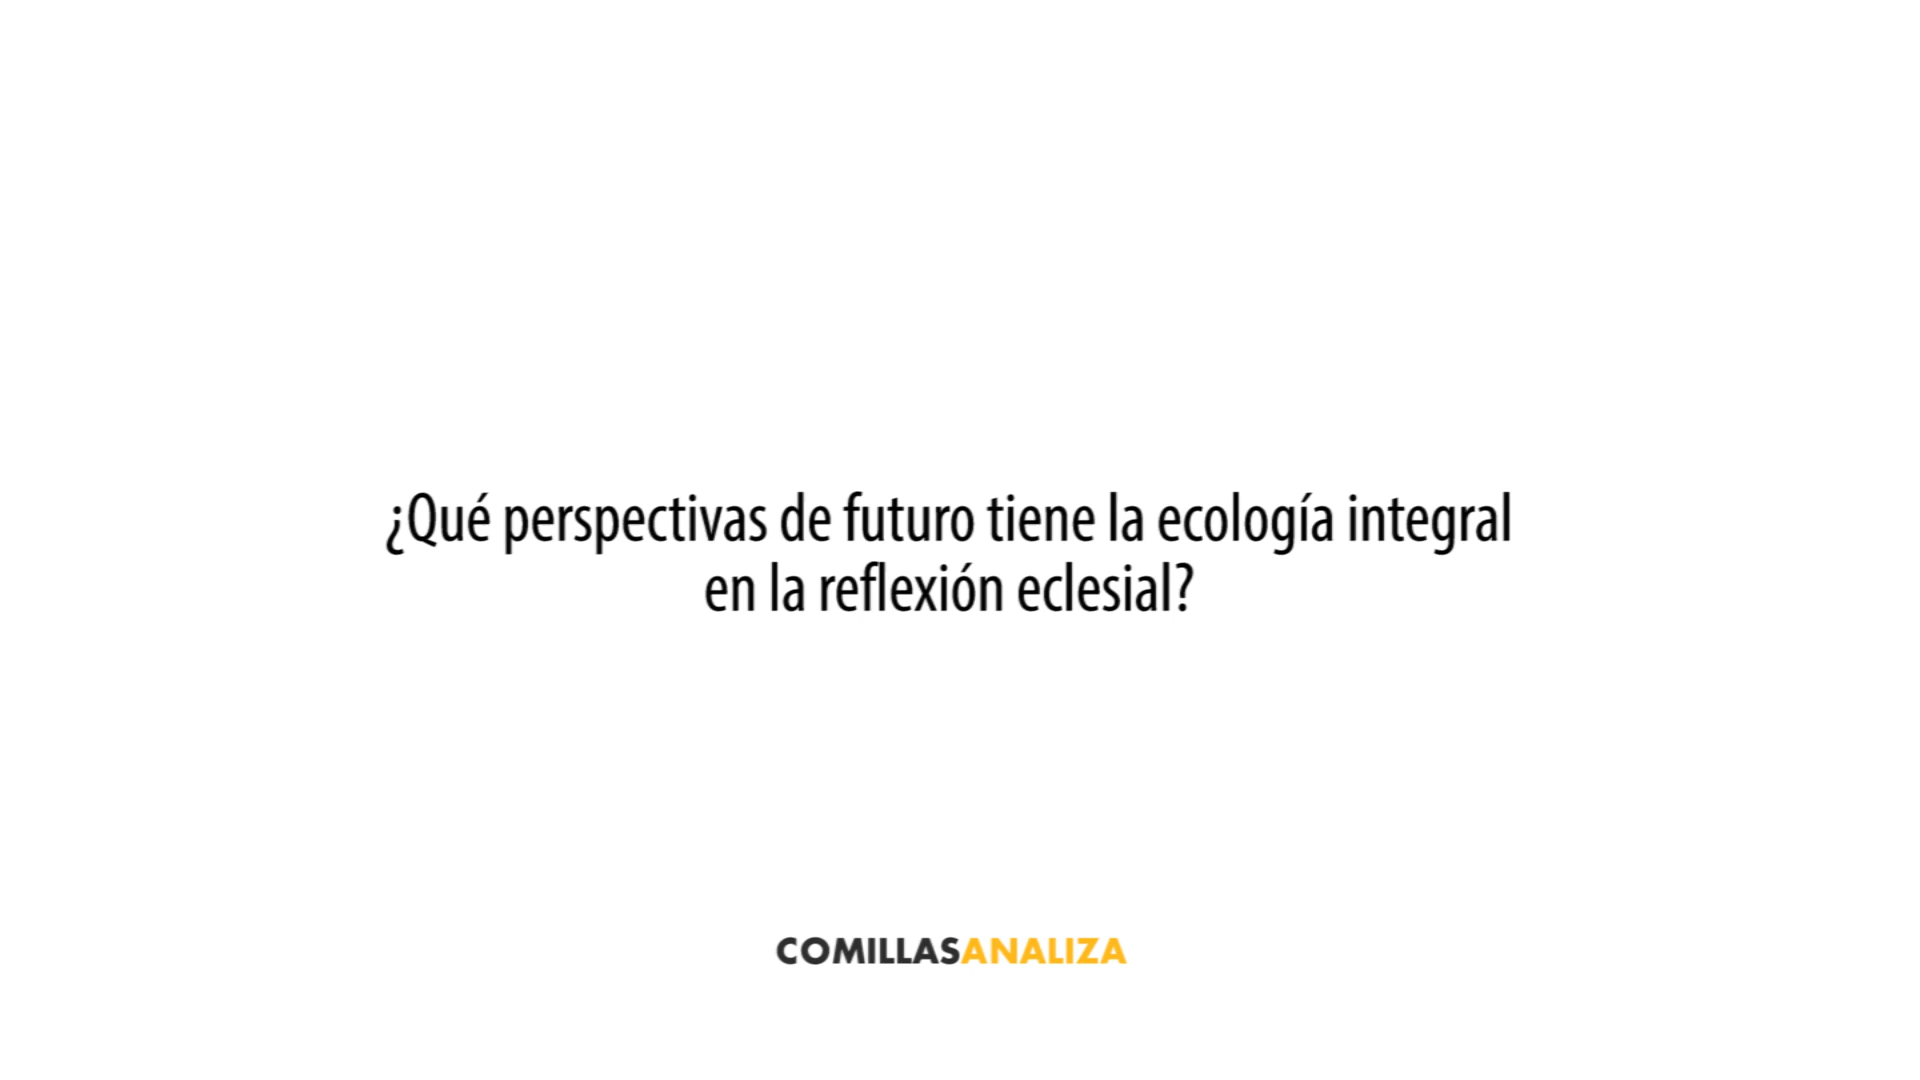 ¿Qué perspectivas de futuro tiene la ecología integral
en la reflexión eclesial?
COMILLASANALIZA